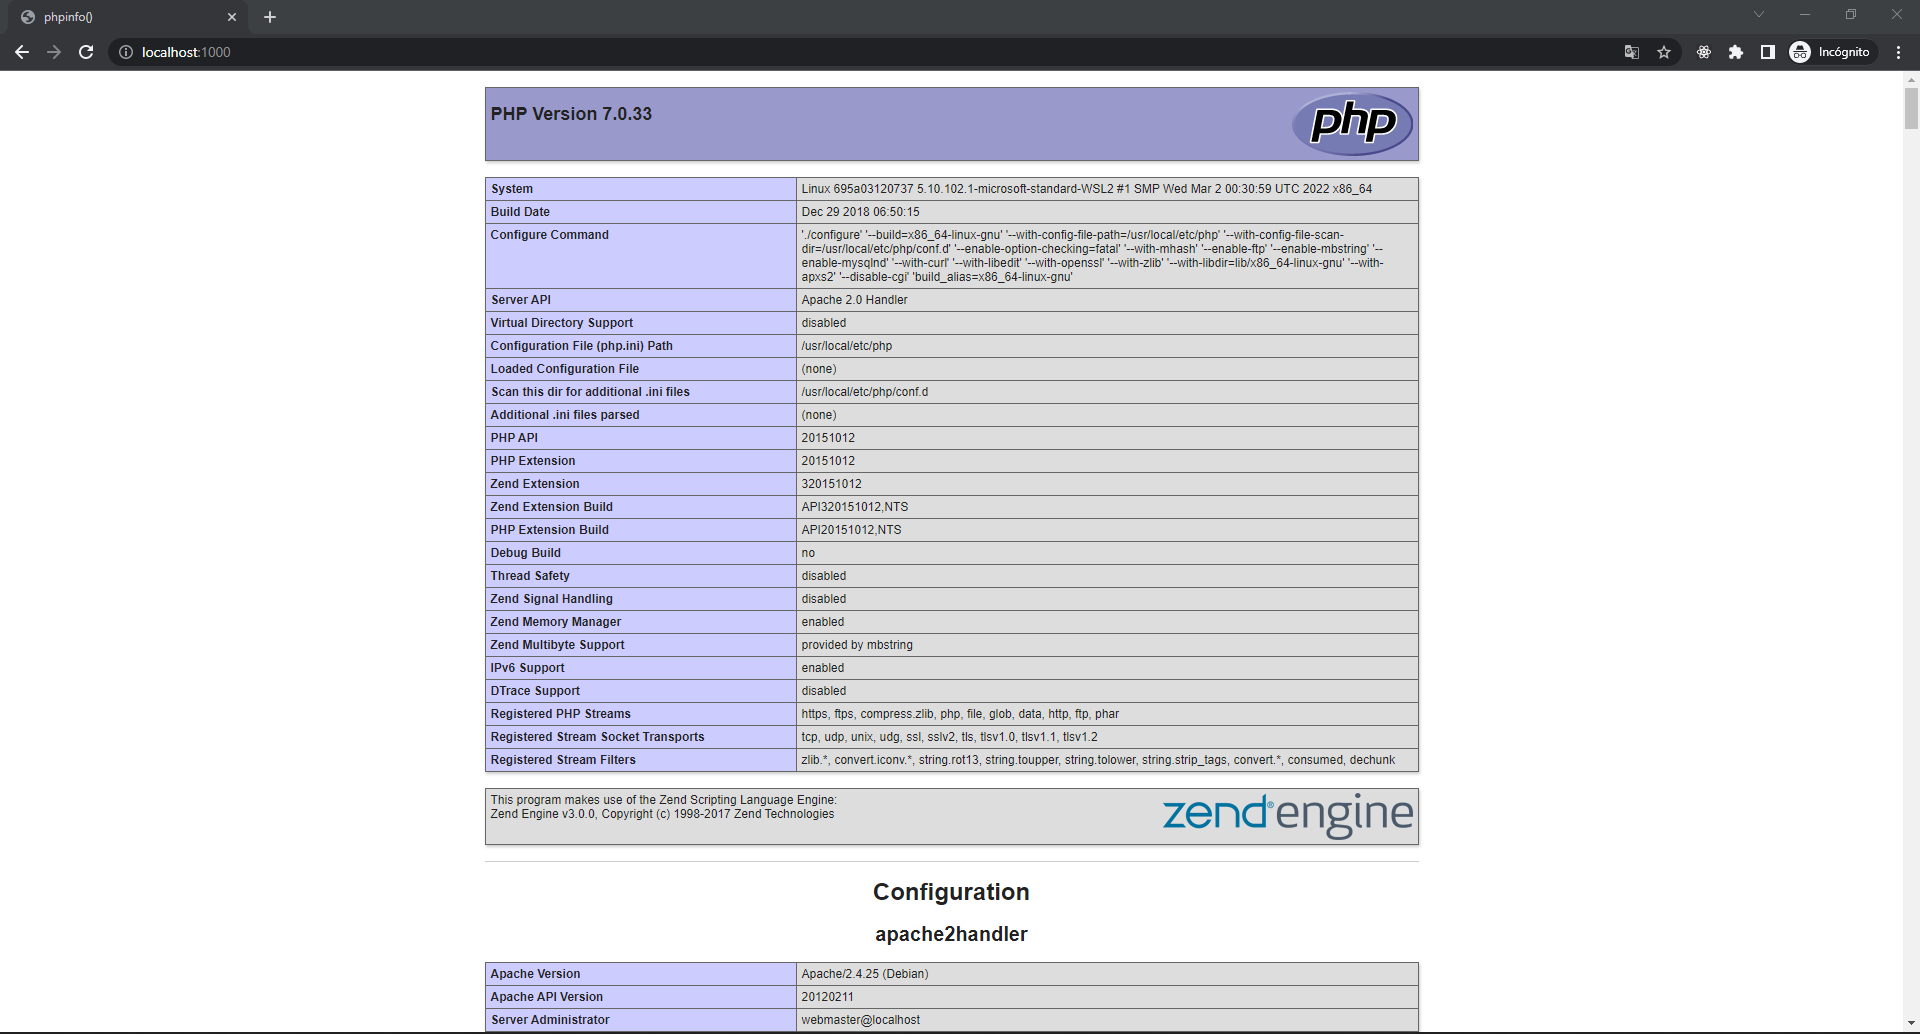 phpinfo()
localhost:1000
Incógnito
PHP Version 7.0.33
php
System Linux 695a03120737 5.10.102.1-microsoft-standard-WSL2 #1 SMP Wed Mar 2 00:30:59 UTC 2022 x86_64
Build Date Dec 29 2018 06:50:15
Configure Command './configure' '--build=x86_64-linux-gnu' '--with-config-file-path=/usr/local/etc/php' '--with-config-file-scan-
dir=/usr/local/etc/php/conf.d' '--enable-option-checking=fatal' '--with-mhash' '--enable-ftp' '--enable-mbstring' '--
enable-mysqlnd' '--with-curl' '--with-libedit' '--with-openssl' '--with-zlib' '--with-libdir=lib/x86_64-linux-gnu' '--with-
apxs2' '--disable-cgi' 'build_alias=x86_64-linux-gnu'
Server API Apache 2.0 Handler
Virtual Directory Support disabled
Configuration File (php.ini) Path /usr/local/etc/php
Loaded Configuration File (none)
Scan this dir for additional .ini files /usr/local/etc/php/conf.d
Additional .ini files parsed (none)
PHP API 20151012
PHP Extension 20151012
Zend Extension 320151012
Zend Extension Build API320151012,NTS
PHP Extension Build API20151012,NTS
Debug Build no
Thread Safety disabled
Zend Signal Handling disabled
Zend Memory Manager enabled
Zend Multibyte Support provided by mbstring
IPv6 Support enabled
DTrace Support disabled
Registered PHP Streams https, ftps, compress.zlib, php, file, glob, data, http, ftp, phar
Registered Stream Socket Transports tcp, udp, unix, udg, ssl, sslv2, tls, tlsv1.0, tlsv1.1, tlsv1.2
Registered Stream Filters zlib.*, convert.iconv.*, string.rot13, string.toupper, string.tolower, string.strip_tags, convert.*, consumed, dechunk
This program makes use of the Zend Scripting Language Engine:
Zend Engine v3.0.0, Copyright (c) 1998-2017 Zend Technologies
zend® engine
Configuration
apache2handler
Apache Version Apache/2.4.25 (Debian)
Apache API Version 20120211
Server Administrator webmaster@localhost